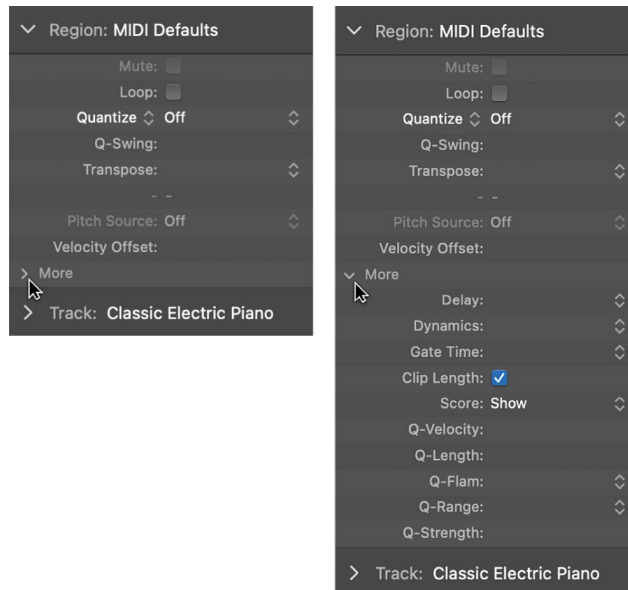 Region: MIDI Defaults
Mute:
Loop:
Quantize Off
Q-Swing:
Transpose:
- -
Pitch Source: Off
Velocity Offset:
More
Track: Classic Electric Piano
Region: MIDI Defaults
Mute:
Loop:
Quantize Off
Q-Swing:
Transpose:
- -
Pitch Source: Off
Velocity Offset:
More
Delay:
Dynamics:
Gate Time:
Clip Length:
Score: Show
Q-Velocity:
Q-Length:
Q-Flam:
Q-Range:
Q-Strength:
Track: Classic Electric Piano